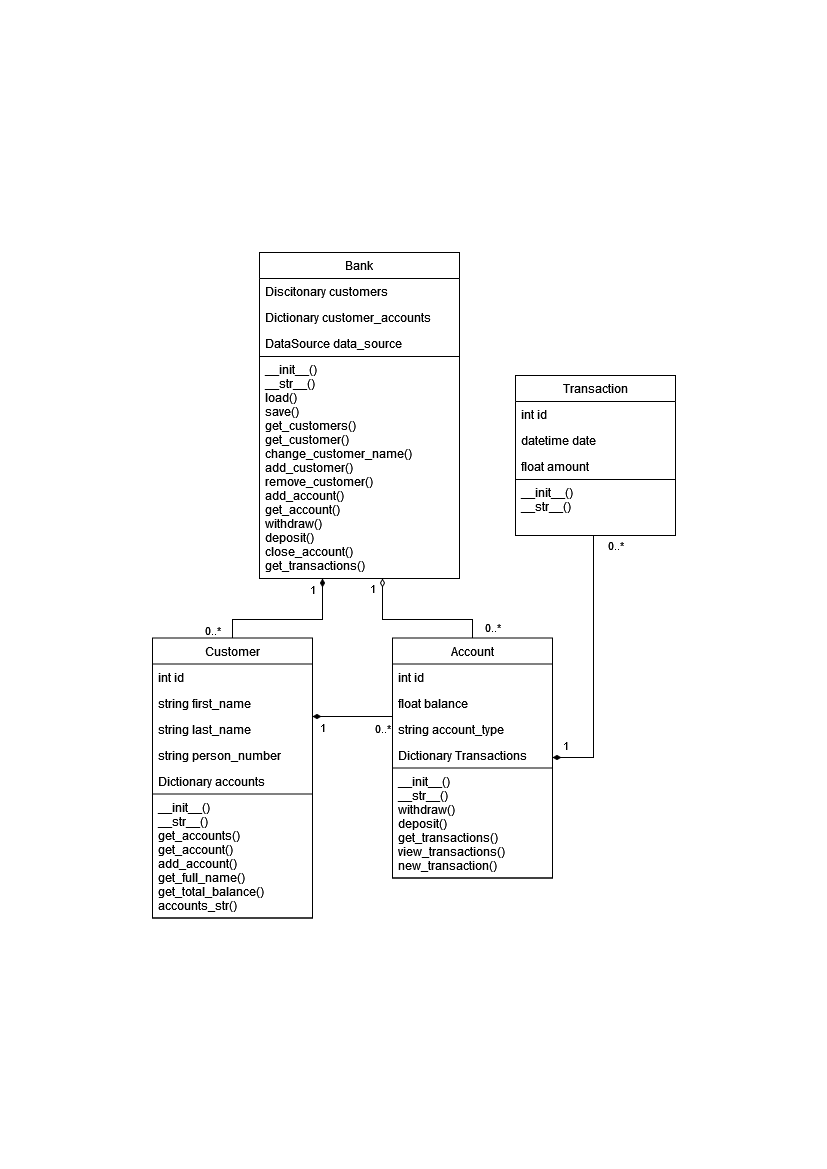 Bank
Discitonary customers
Dictionary customer_accounts
DataSource data_source
__init__()
__str__()
load()
save()
get_customers()
get_customer()
change_customer_name()
add_customer()
remove_customer()
add_account()
get_account()
withdraw()
deposit()
close_account()
get_transactions()
Transaction
int id
datetime date
float amount
__init__()
__str__()
0..*
1
1
0..*
0..*
Customer
int id
string first_name
string last_name
string person_number
Dictionary accounts
__init__()
__str__()
get_accounts()
get_account()
add_account()
get_full_name()
get_total_balance()
accounts_str()
1
0..*
Account
int id
float balance
string account_type
Dictionary Transactions
__init__()
__str__()
withdraw()
deposit()
get_transactions()
view_transactions()
new_transaction()
1